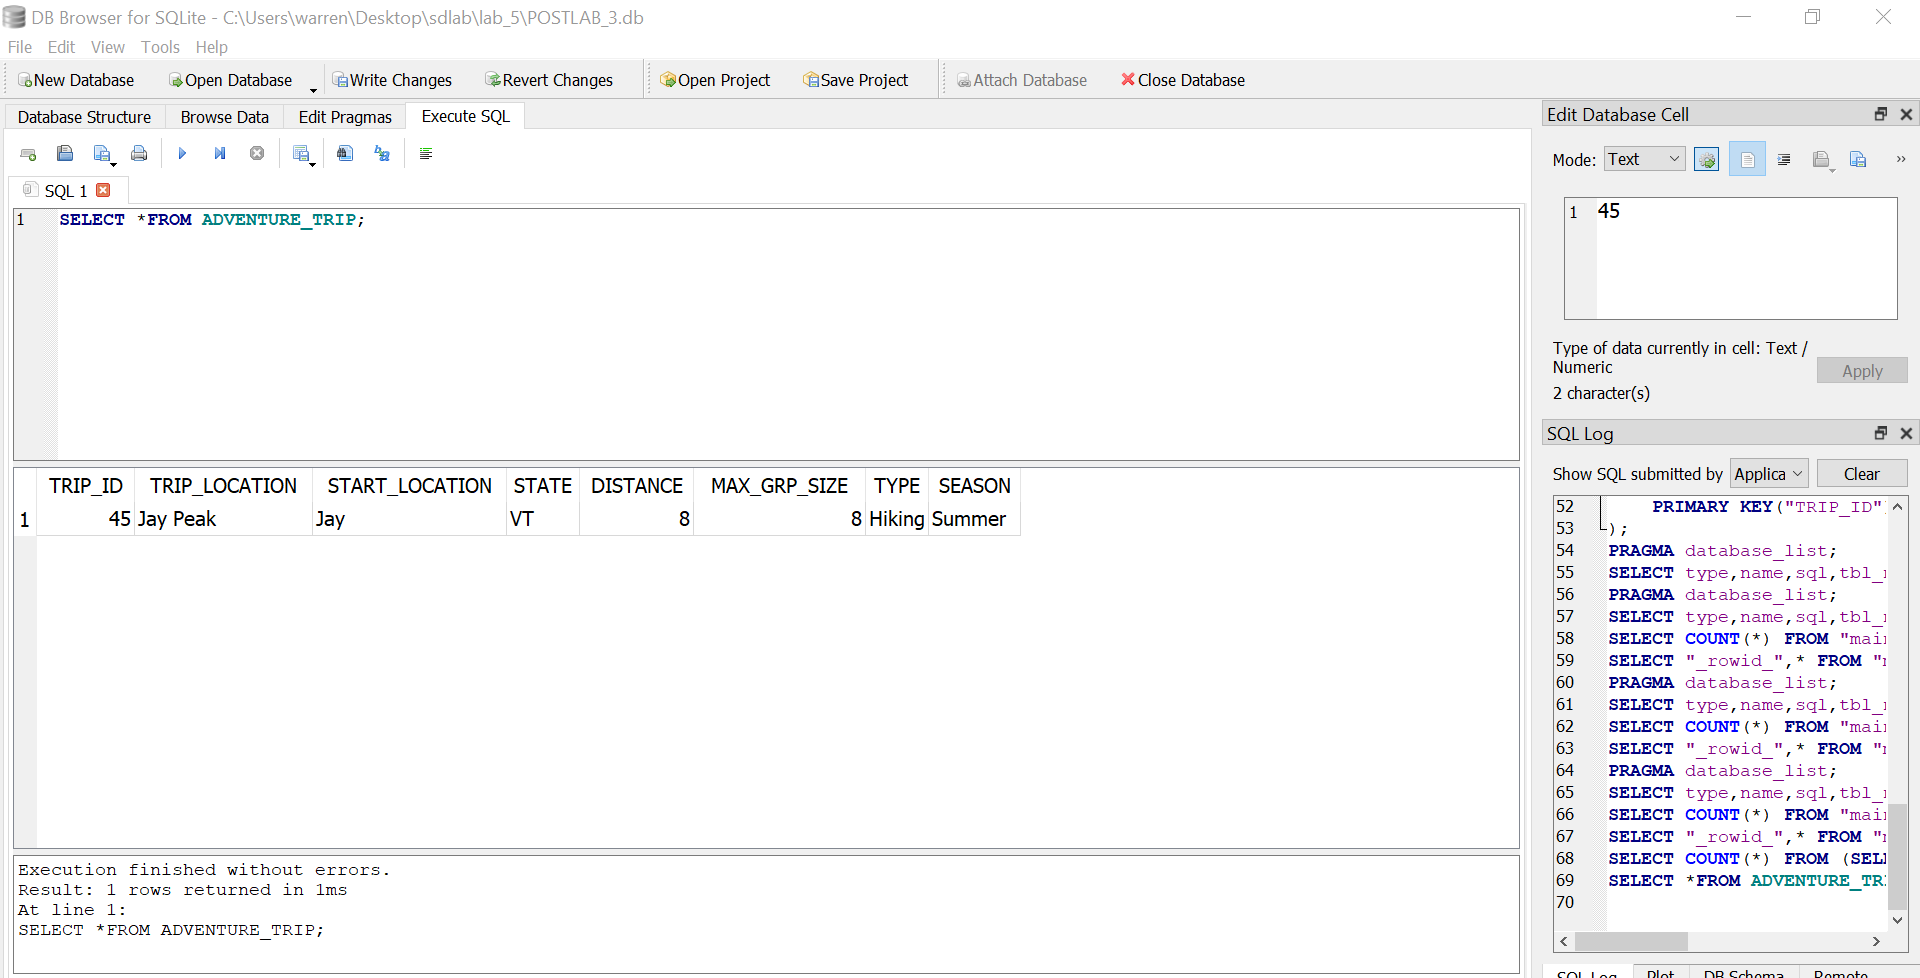 DB Browser for SQLite - C:\Users\warren\Desktop\sdlab\lab_5\POSTLAB_3.db
File Edit View Tools Help
New Database Open Database Write Changes Revert Changes Open Project Save Project Attach Database Close Database
Database Structure Browse Data Edit Pragmas Execute SQL
SQL 1
1 SELECT *FROM ADVENTURE_TRIP;
TRIP_ID TRIP_LOCATION START_LOCATION STATE DISTANCE MAX_GRP_SIZE TYPE SEASON
1 45 Jay Peak Jay VT 8 8 Hiking Summer
Execution finished without errors.
Result: 1 rows returned in 1ms
At line 1:
SELECT *FROM ADVENTURE_TRIP;
Edit Database Cell
Mode: Text
1 45
Type of data currently in cell: Text /
Numeric
Apply
2 character(s)
SQL Log
Show SQL submitted by Applica Clear
52 PRIMARY KEY("TRIP_ID"
53 );
54 PRAGMA database_list;
55 SELECT type,name,sql,tbl_
56 PRAGMA database_list;
57 SELECT type,name,sql,tbl_
58 SELECT COUNT(*) FROM "mai
59 SELECT "_rowid_",* FROM "
60 PRAGMA database_list;
61 SELECT type,name,sql,tbl_
62 SELECT COUNT(*) FROM "mai
63 SELECT "_rowid_",* FROM "
64 PRAGMA database_list;
65 SELECT type,name,sql,tbl_
66 SELECT COUNT(*) FROM "mai
67 SELECT "_rowid_",* FROM "
68 SELECT COUNT(*) FROM (SEL
69 SELECT *FROM ADVENTURE_TR
70
SQL Log Plot DB Schema Remote